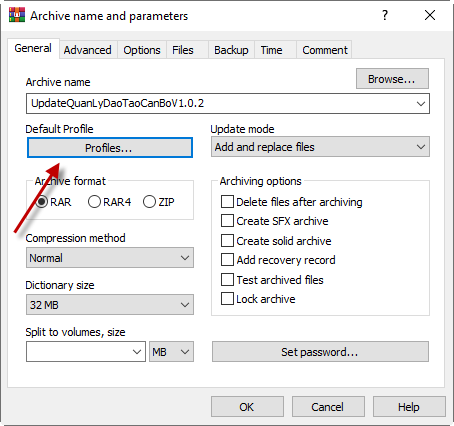 Archive name and parameters
General Advanced Options Files Backup Time Comment
Archive name
Browse...
UpdateQuanLyDaoTaoCanBoV1.0.2
Default Profile
Profiles...
Update mode
Add and replace files
Archive format
RAR RAR4 ZIP
Compression method
Normal
Dictionary size
32 MB
Split to volumes, size
MB
Archiving options
Delete files after archiving
Create SFX archive
Create solid archive
Add recovery record
Test archived files
Lock archive
Set password...
OK Cancel Help